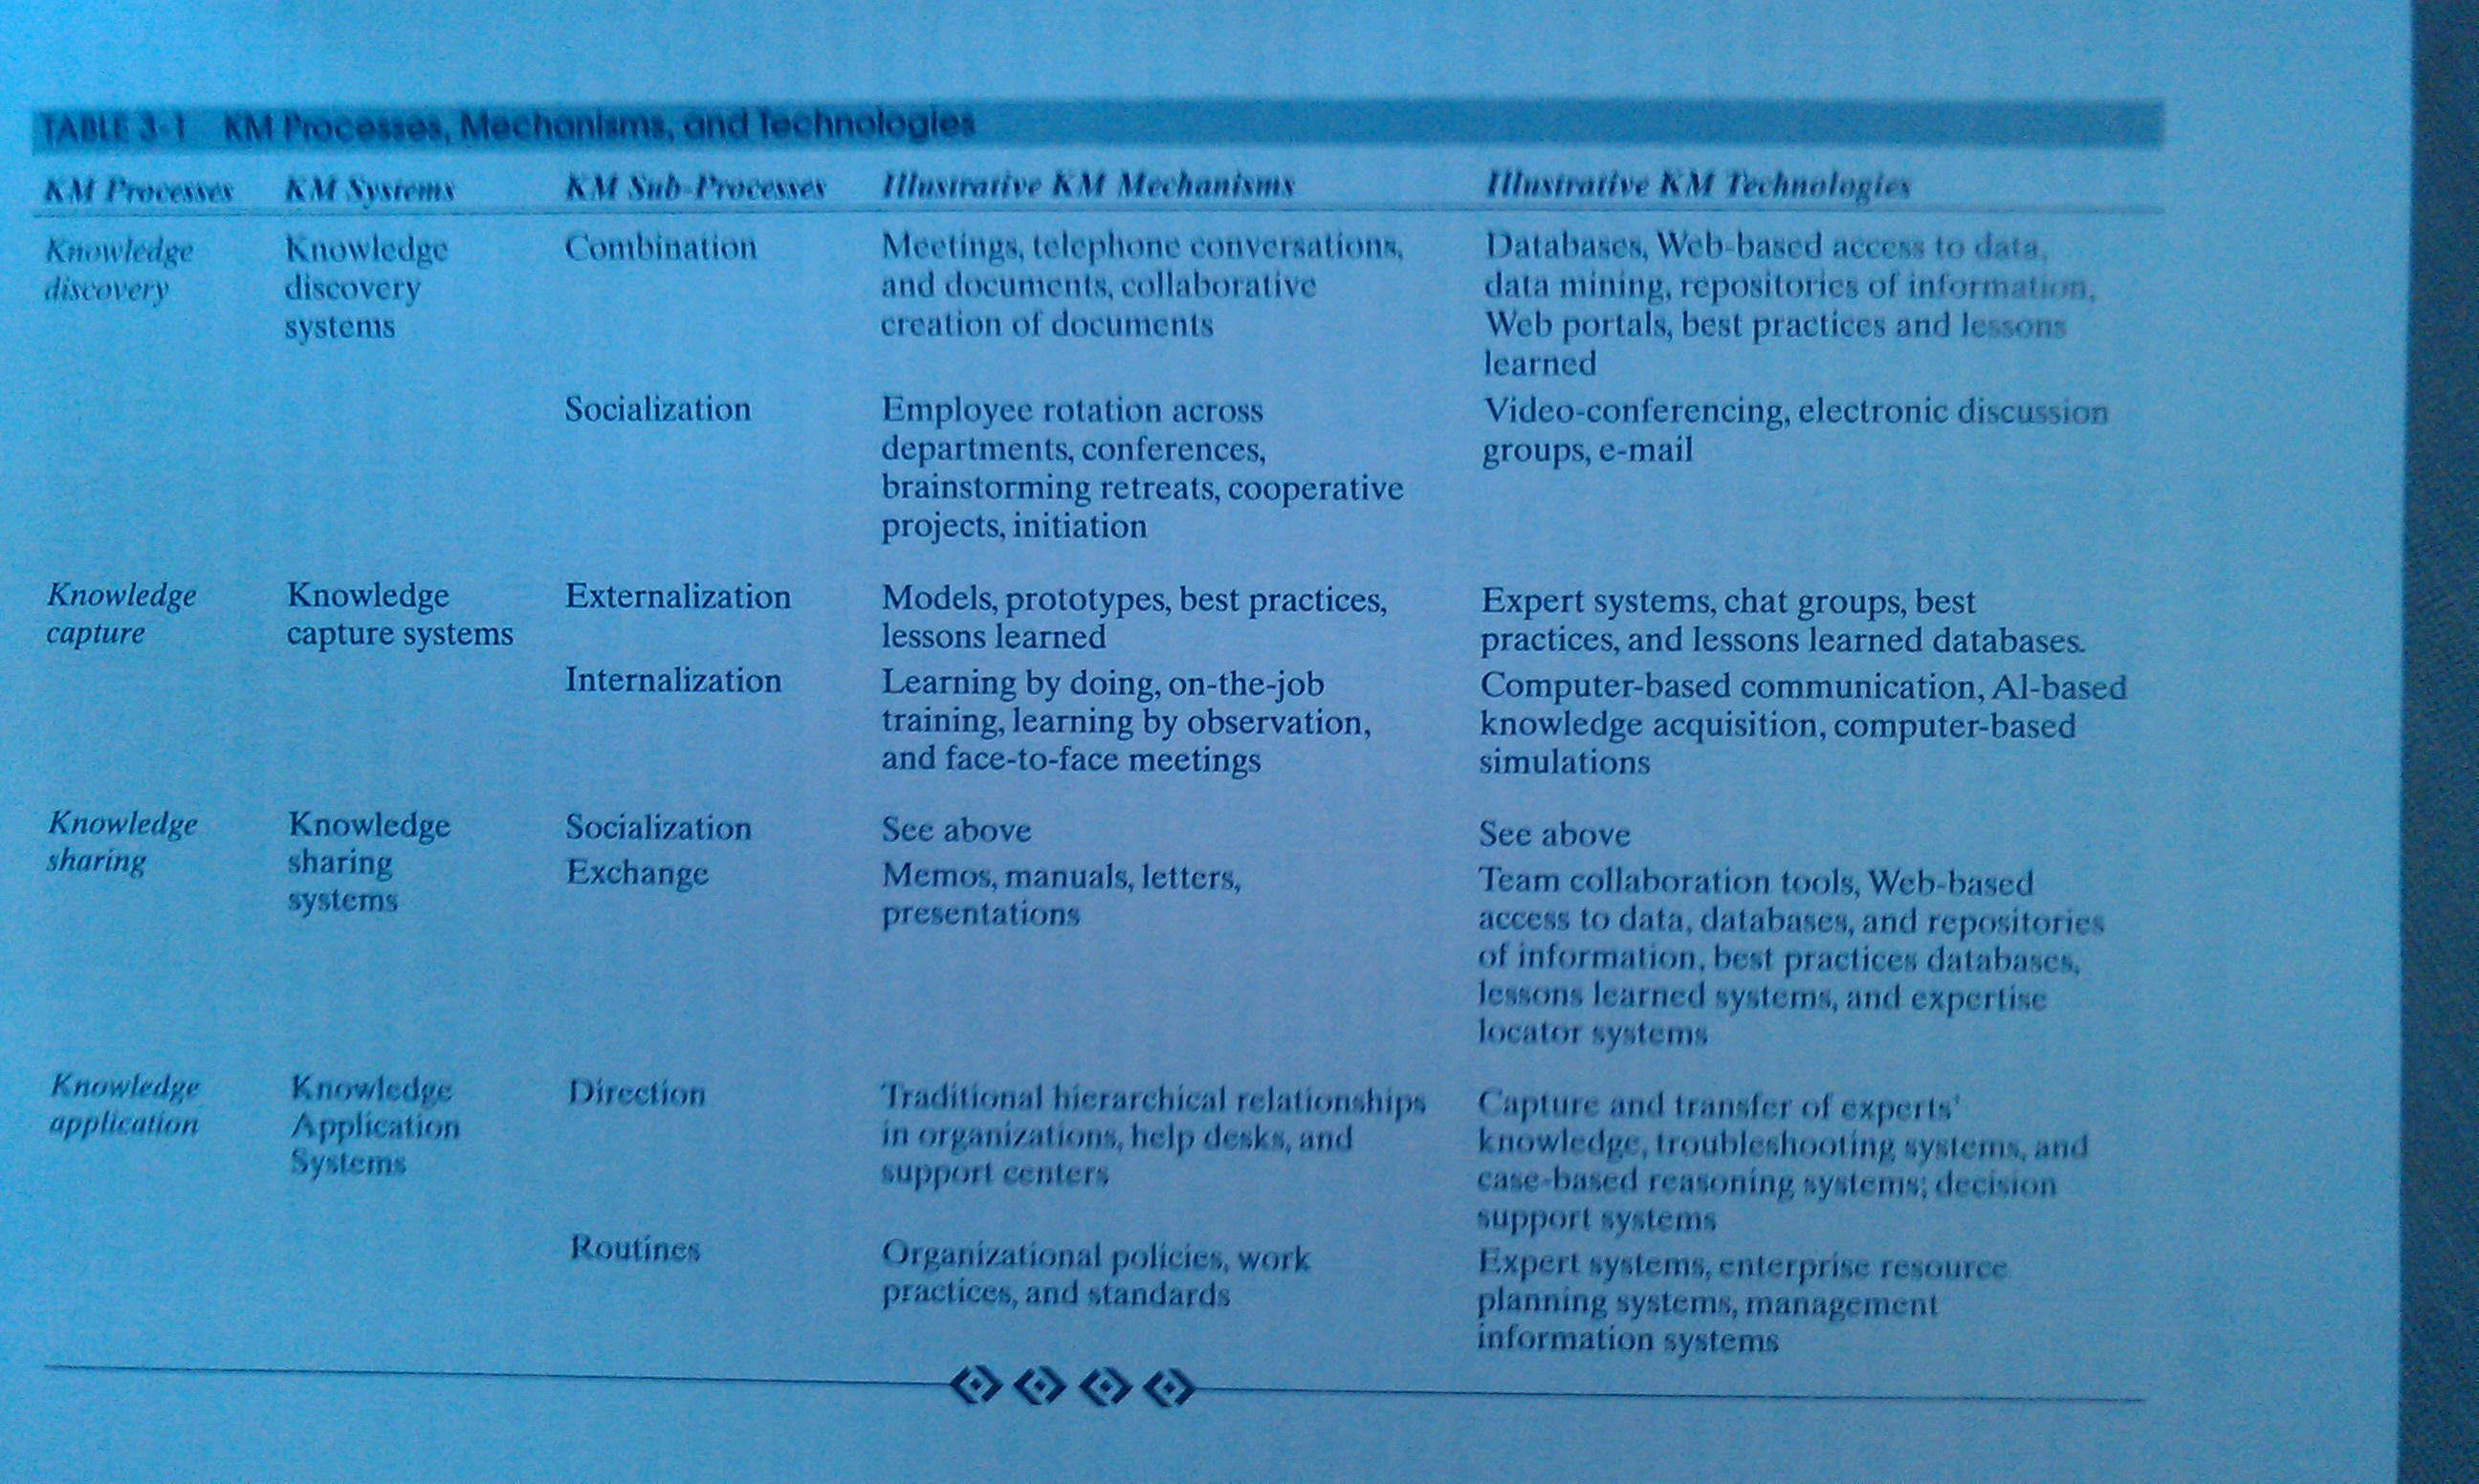 TABLE 3-1 KM Processes, Mechanisms, and Technologies
KM Processes KM Systems KM Sub-Processes Illustrative KM Mechanisms Illustrative KM Technologies
Knowledge Knowledge Combination Meetings, telephone conversations, Databases, Web-based access to data,
discovery discovery and documents, collaborative data mining, repositories of information,
systems creation of documents Web portals, best practices and lessons
learned
Socialization Employee rotation across Video-conferencing, electronic discussion
departments, conferences, groups, e-mail
brainstorming retreats, cooperative
projects, initiation
Knowledge Knowledge Externalization Models, prototypes, best practices, Expert systems, chat groups, best
capture capture systems lessons learned practices, and lessons learned databases.
Internalization Learning by doing, on-the-job Computer-based communication, AI-based
training, learning by observation, knowledge acquisition, computer-based
and face-to-face meetings simulations
Knowledge Knowledge Socialization See above See above
sharing sharing Exchange Memos, manuals, letters, Team collaboration tools, Web-based
systems presentations access to data, databases, and repositories
of information, best practices databases,
lessons learned systems, and expertise
locator systems
Knowledge Knowledge Direction Traditional hierarchical relationships Capture and transfer of experts'
application Application in organizations, help desks, and knowledge, troubleshooting systems, and
Systems support centers case-based reasoning systems; decision
support systems
Routines Organizational policies, work Expert systems, enterprise resource
practices, and standards planning systems, management
information systems